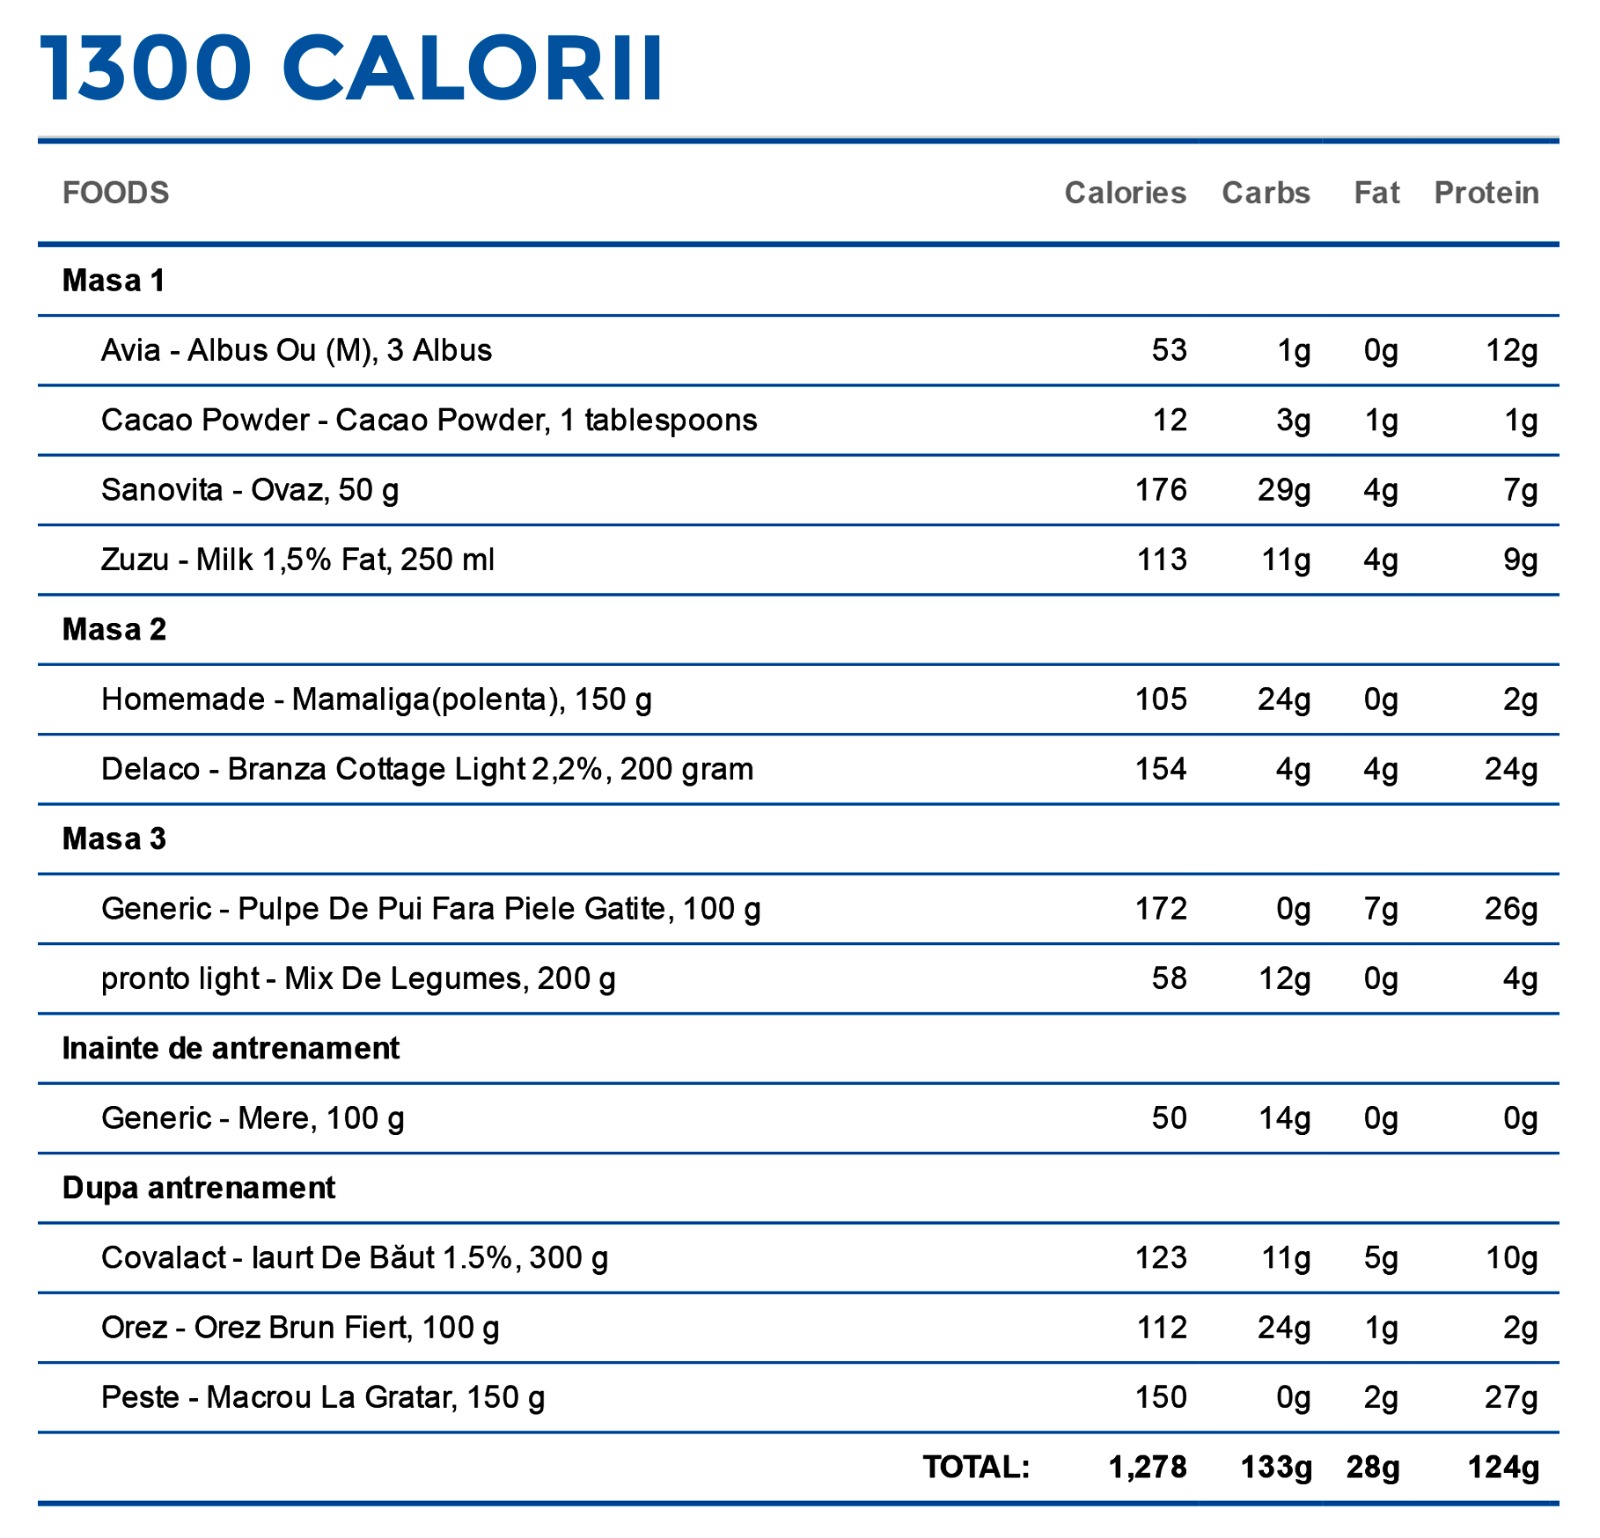 1300 CALORII
FOODS Calories Carbs Fat Protein
Masa 1
Avia - Albus Ou (M), 3 Albus 53 1g 0g 12g
Cacao Powder - Cacao Powder, 1 tablespoons 12 3g 1g 1g
Sanovita - Ovaz, 50 g 176 29g 4g 7g
Zuzu - Milk 1,5% Fat, 250 ml 113 11g 4g 9g
Masa 2
Homemade - Mamaliga(polenta), 150 g 105 24g 0g 2g
Delaco - Branza Cottage Light 2,2%, 200 gram 154 4g 4g 24g
Masa 3
Generic - Pulpe De Pui Fara Piele Gatite, 100 g 172 0g 7g 26g
pronto light - Mix De Legumes, 200 g 58 12g 0g 4g
Inainte de antrenament
Generic - Mere, 100 g 50 14g 0g 0g
Dupa antrenament
Covalact - Iaurt De Băut 1.5%, 300 g 123 11g 5g 10g
Orez - Orez Brun Fiert, 100 g 112 24g 1g 2g
Peste - Macrou La Gratar, 150 g 150 0g 2g 27g
TOTAL: 1,278 133g 28g 124g